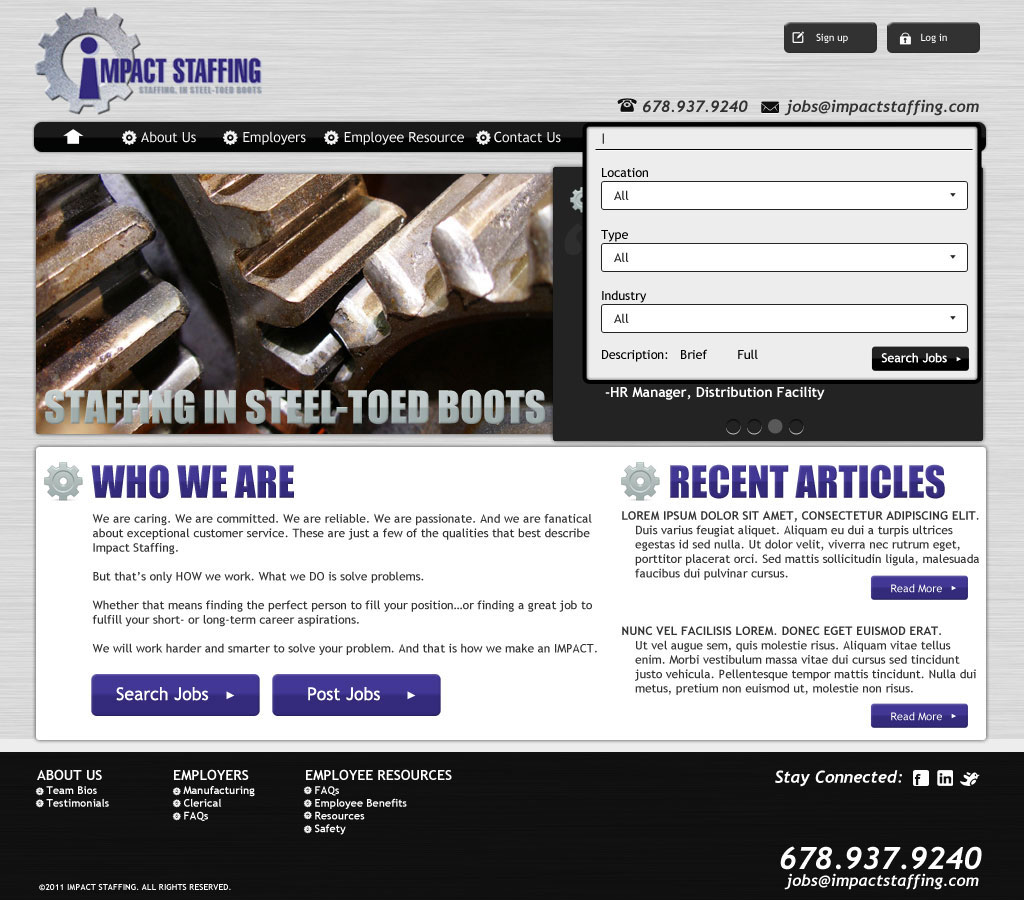 Sign up
Log in
IMPACT STAFFING
STAFFING. IN STEEL-TOED BOOTS
678.937.9240 jobs@impactstaffing.com
About Us
Employers
Employee Resource
Contact Us
Location
All
Type
All
Industry
All
Description: Brief Full
Search Jobs
STAFFING IN STEEL-TOED BOOTS
-HR Manager, Distribution Facility
WHO WE ARE
We are caring. We are committed. We are reliable. We are passionate. And we are fanatical
about exceptional customer service. These are just a few of the qualities that best describe
Impact Staffing.
But that's only HOW we work. What we DO is solve problems.
Whether that means finding the perfect person to fill your position…or finding a great job to
fulfill your short- or long-term career aspirations.
We will work harder and smarter to solve your problem. And that is how we make an IMPACT.
Search Jobs
Post Jobs
RECENT ARTICLES
LOREM IPSUM DOLOR SIT AMET, CONSECTETUR ADIPISCING ELIT.
Duis varius feugiat aliquet. Aliquam eu dui a turpis ultrices
egestas id sed nulla. Ut dolor velit, viverra nec rutrum eget,
porttitor placerat orci. Sed mattis sollicitudin ligula, malesuada
faucibus dui pulvinar cursus.
Read More
NUNC VEL FACILISIS LOREM. DONEC EGET EUISMOD ERAT.
Ut vel augue sem, quis molestie risus. Aliquam vitae tellus
enim. Morbi vestibulum massa vitae dui cursus sed tincidunt
justo vehicula. Pellentesque tempor mattis tincidunt. Nulla dui
metus, pretium non euismod ut, molestie non risus.
Read More
ABOUT US
Team Bios
Testimonials
EMPLOYERS
Manufacturing
Clerical
FAQs
EMPLOYEE RESOURCES
FAQs
Employee Benefits
Resources
Safety
Stay Connected:
678.937.9240
jobs@impactstaffing.com
©2011 IMPACT STAFFING. ALL RIGHTS RESERVED.